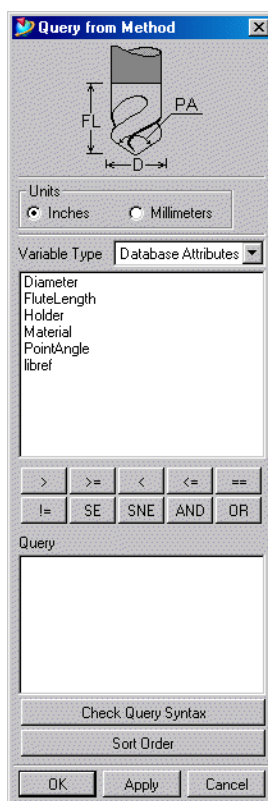 Query from Method
FL
PA
D
Units
Inches Millimeters
Variable Type Database Attributes
Diameter
FluteLength
Holder
Material
PointAngle
libref
> >= < <= ==
!= SE SNE AND OR
Query
Check Query Syntax
Sort Order
OK Apply Cancel